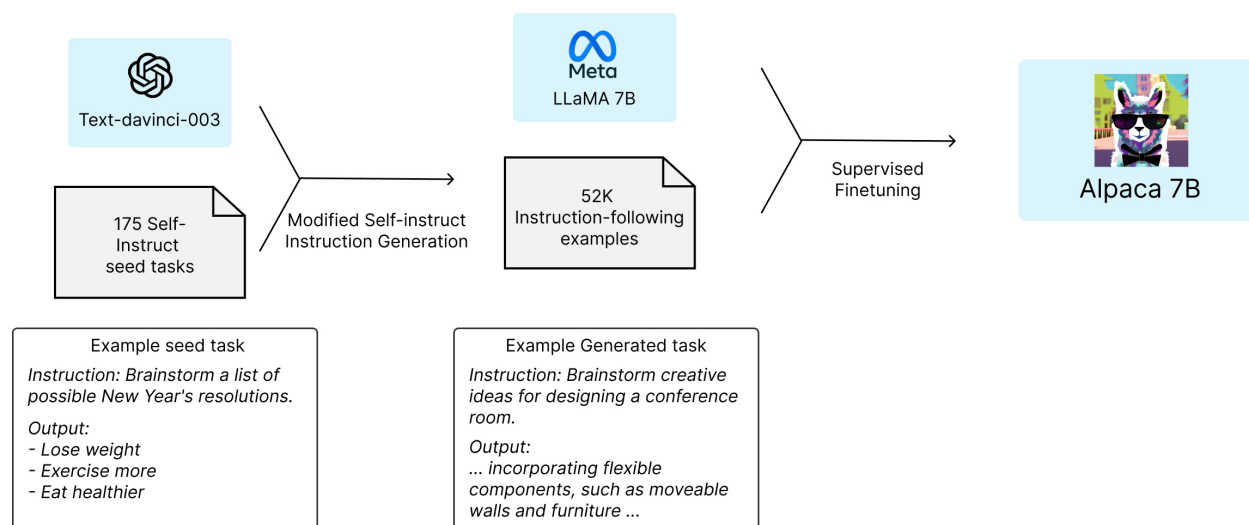 Text-davinci-003
175 Self-
Instruct
seed tasks
Modified Self-instruct
Instruction Generation
Meta
LLaMA 7B
52K
Instruction-following
examples
Supervised
Finetuning
Alpaca 7B
Example seed task
Instruction: Brainstorm a list of
possible New Year's resolutions.
Output:
- Lose weight
- Exercise more
- Eat healthier
Example Generated task
Instruction: Brainstorm creative
ideas for designing a conference
room.
Output:
... incorporating flexible
components, such as moveable
walls and furniture ...